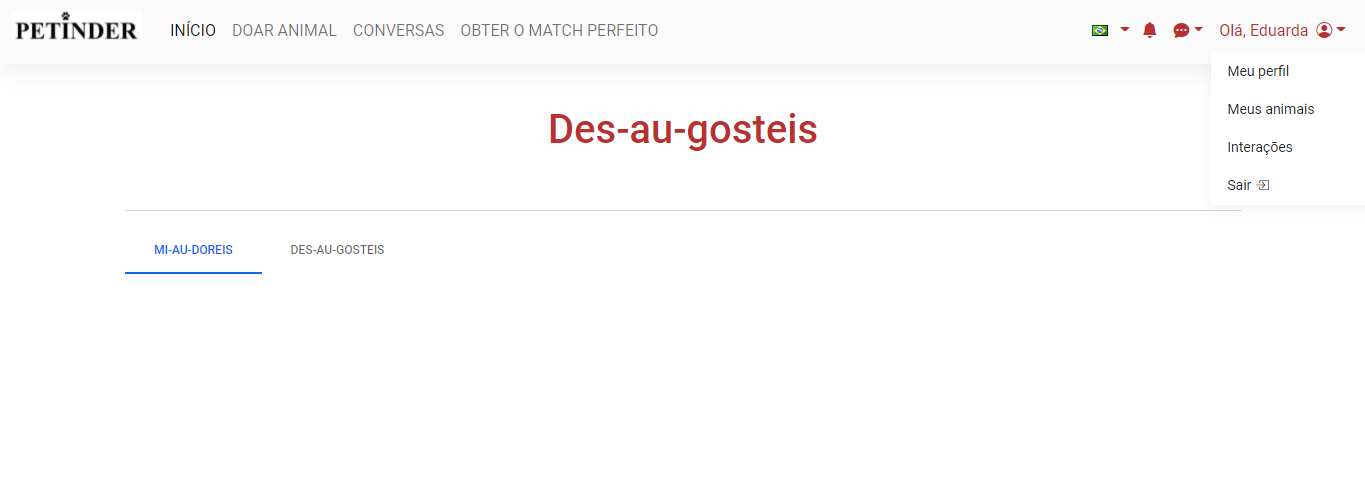 PETINDER INÍCIO DOAR ANIMAL CONVERSAS OBTER O MATCH PERFEITO Olá, Eduarda
Meu perfil
Meus animais
Interações
Sair
Des-au-gosteis
MI-AU-DOREIS DES-AU-GOSTEIS